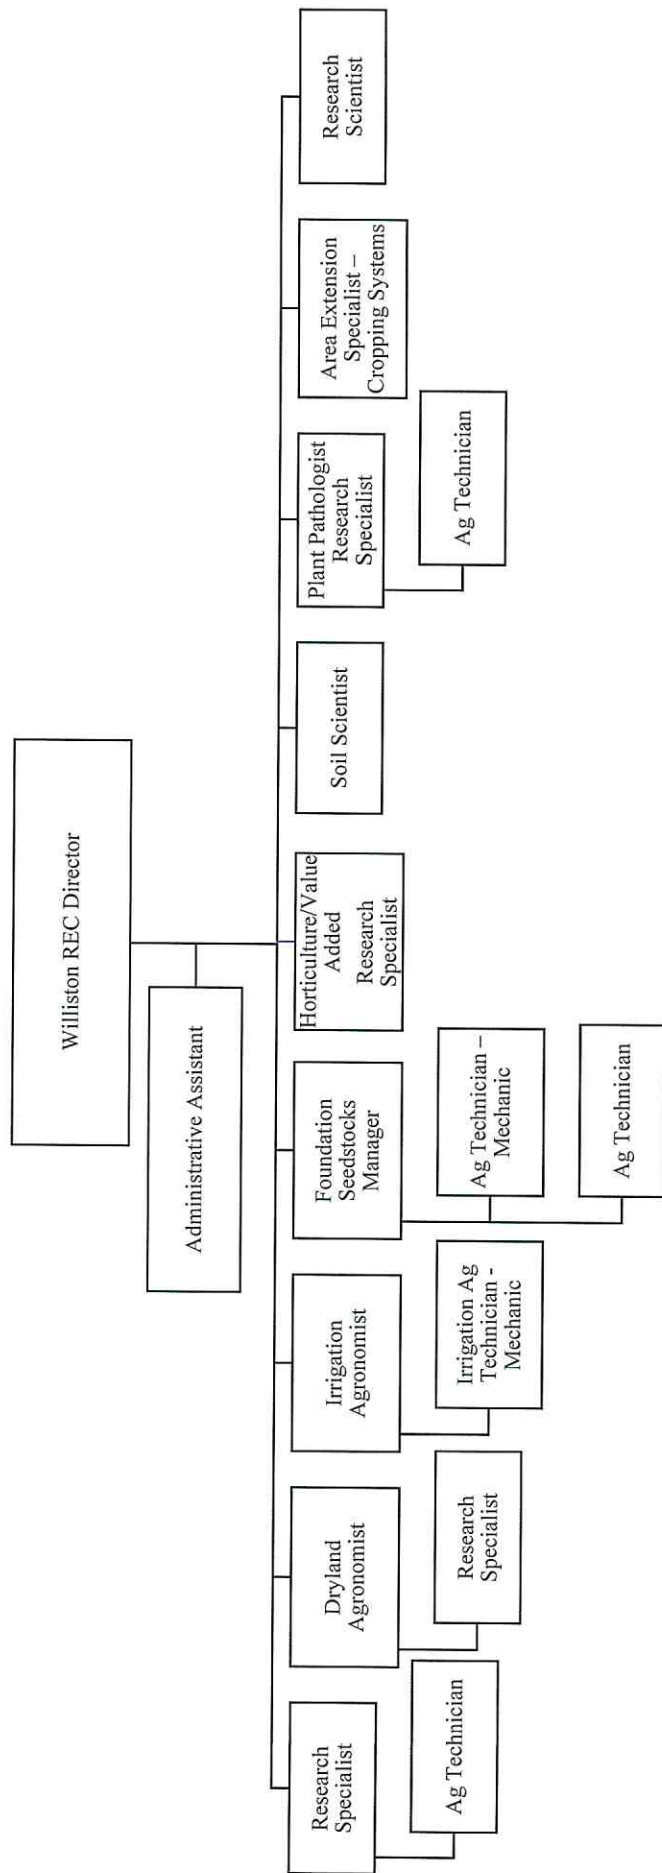 Williston REC Director
Administrative Assistant
Research
Specialist
Dryland
Agronomist
Irrigation
Agronomist
Foundation
Seedstocks
Manager
Horticulture/Value
Added
Research
Specialist
Soil Scientist
Plant Pathologist
Research
Specialist
Area Extension
Specialist –
Cropping Systems
Research
Scientist
Ag Technician
Research
Specialist
Irrigation Ag
Technician -
Mechanic
Ag Technician –
Mechanic
Ag Technician
Ag Technician